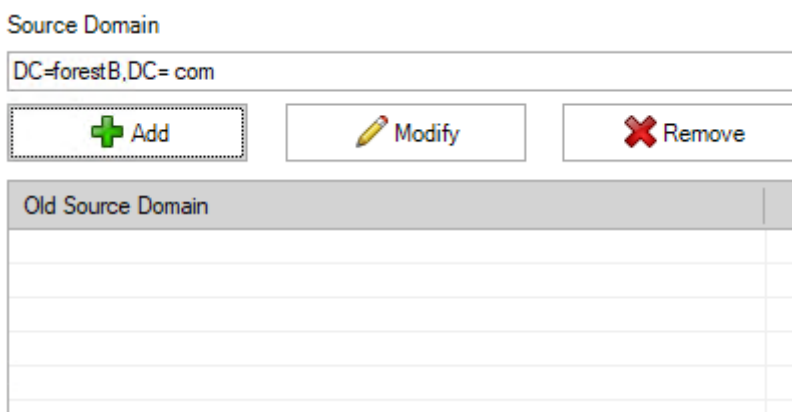 Source Domain
DC=forestB,DC= com
Add Modify Remove
Old Source Domain